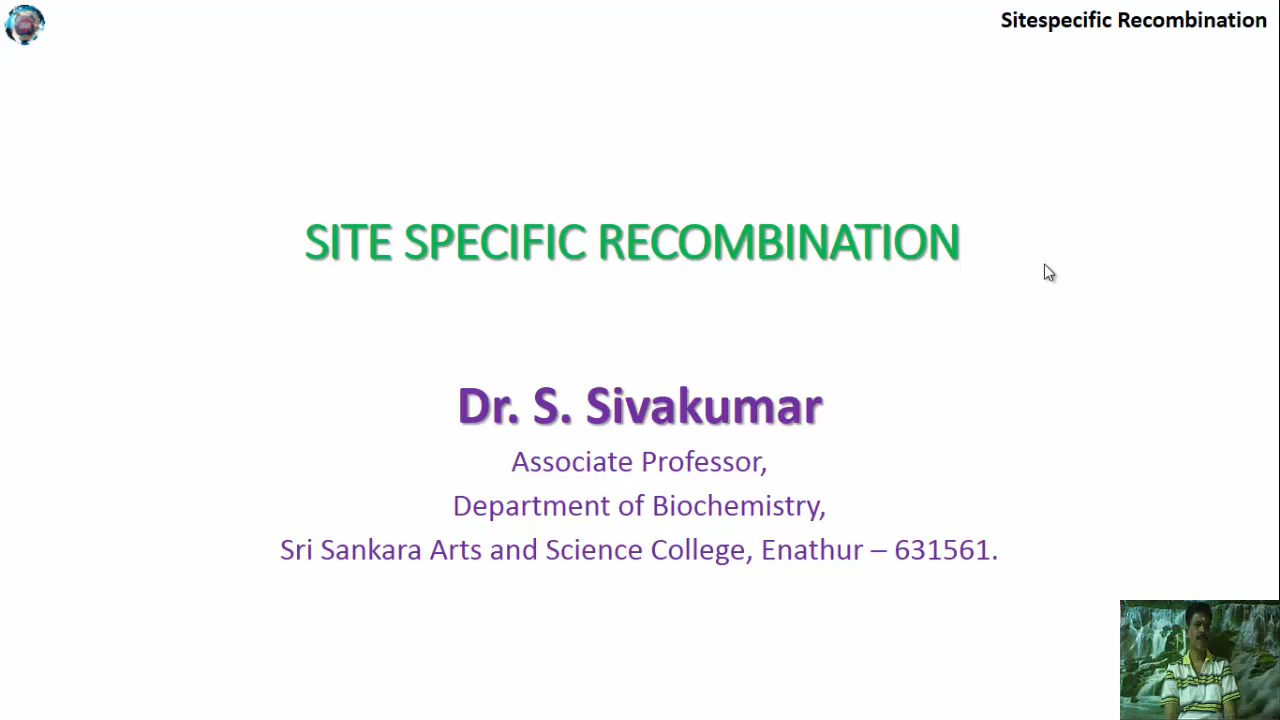 Sitespecific Recombination
SITE SPECIFIC RECOMBINATION
Dr. S. Sivakumar
Associate Professor,
Department of Biochemistry,
Sri Sankara Arts and Science College, Enathur – 631561.